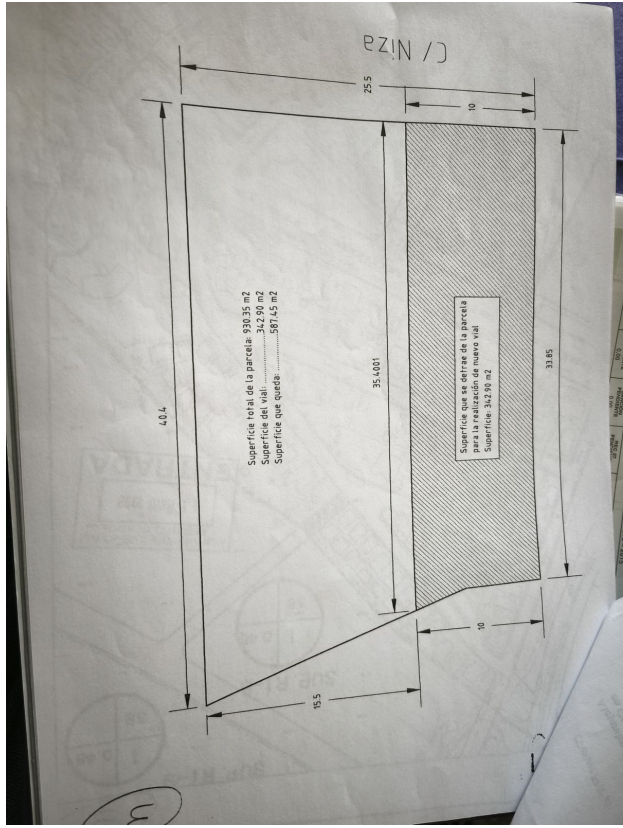 C/ Niza
25.5
10
40.4
Superficie total de la parcela: 930.35 m2
Superficie del vial: ................342.90 m2
Superficie que queda: ............587.45 m2
35.4001
Superficie que se detrae de la parcela
para la realización de nuevo vial
Superficie: 342.90 m2
33.85
15.5
10